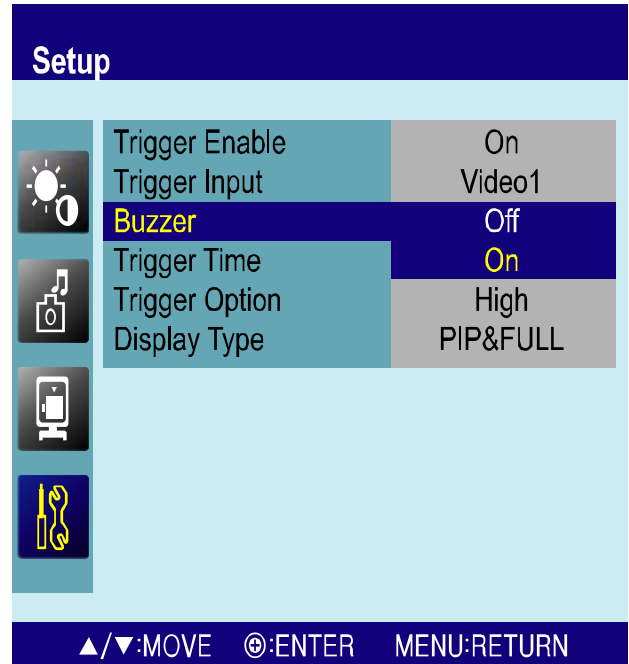 Setup
Trigger Enable On
Trigger Input Video1
Buzzer Off
Trigger Time On
Trigger Option High
Display Type PIP&FULL
▲/▼:MOVE ⊕:ENTER MENU:RETURN